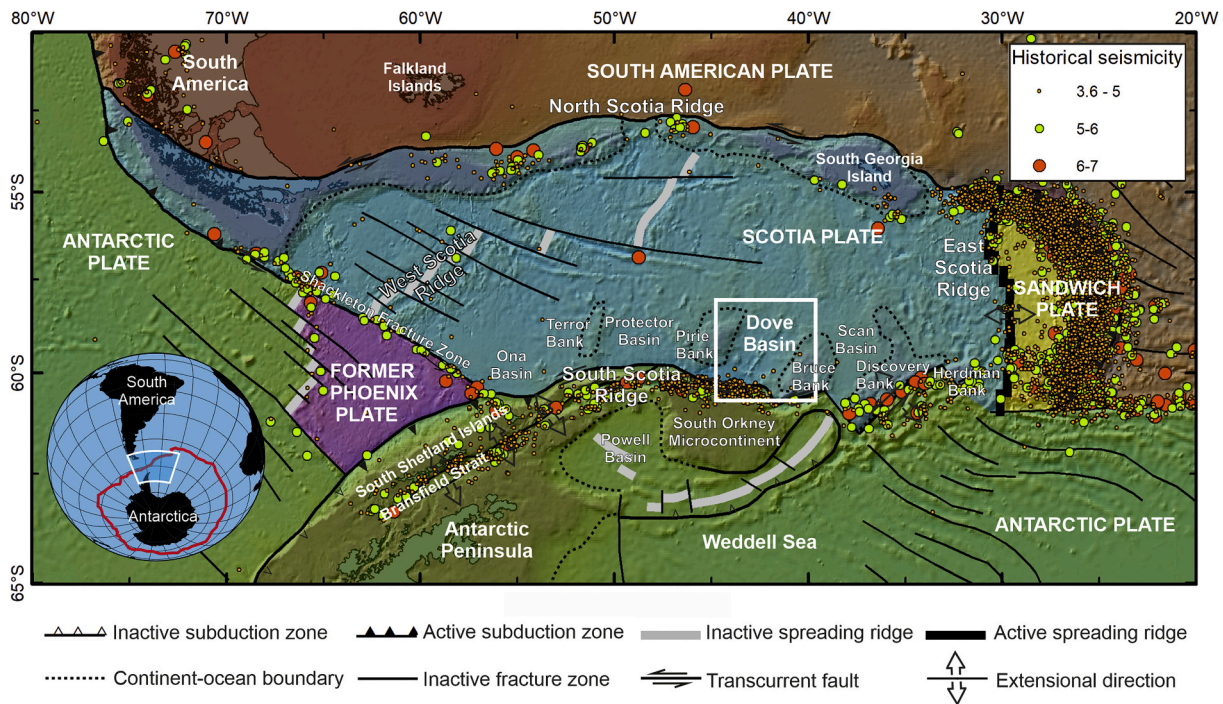 80°W 70°W 60°W 50°W 40°W 30°W 20°W
South
America
Falkland
Islands
SOUTH AMERICAN PLATE
North Scotia Ridge
Historical seismicity
3.6 - 5
5-6
6-7
55°S
60°S
65°S
South Georgia
Island
ANTARCTIC
PLATE
West Scotia
Ridge
SCOTIA PLATE
East
Scotia
Ridge
SANDWICH
PLATE
Shackleton Fracture Zone
Terror
Bank
Protector
Basin
Pirie
Bank
Dove
Basin
Scan
Basin
Bruce
Bank
Discovery
Bank
Herdman
Bank
Ona
Basin
South Scotia
Ridge
FORMER
PHOENIX
PLATE
South Orkney
Microcontinent
Powell
Basin
South Shetland Islands
Bransfield Strait
Antarctic
Peninsula
Weddell Sea
ANTARCTIC PLATE
South
America
Antarctica
Inactive subduction zone
Active subduction zone
Inactive spreading ridge
Active spreading ridge
Continent-ocean boundary
Inactive fracture zone
Transcurrent fault
Extensional direction